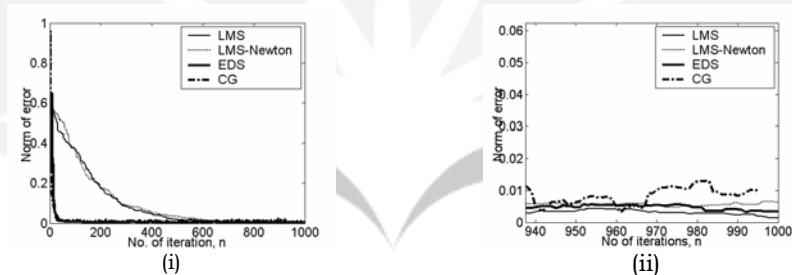 1
0.8
0.6
0.4
0.2
0
Norm of error
LMS
LMS-Newton
EDS
CG
0 200 400 600 800 1000
No. of iteration, n
(i)
0.06
0.05
0.04
0.03
0.02
0.01
0
Norm of error
LMS
LMS-Newton
EDS
CG
940 950 960 970 980 990 1000
No of iterations, n
(ii)